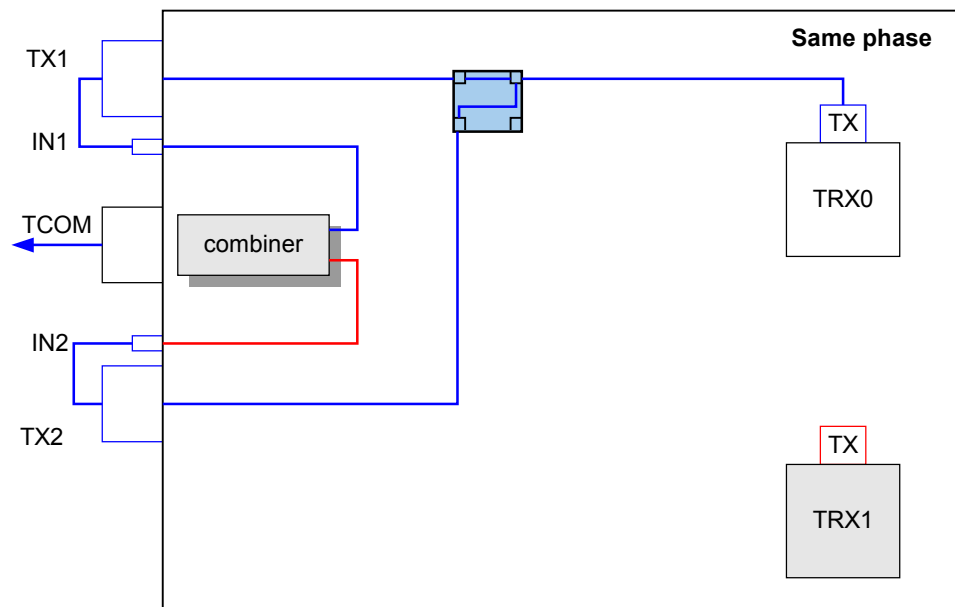 Same phase
TX1
TX
IN1
TRX0
TCOM
combiner
IN2
TX2
TX
TRX1